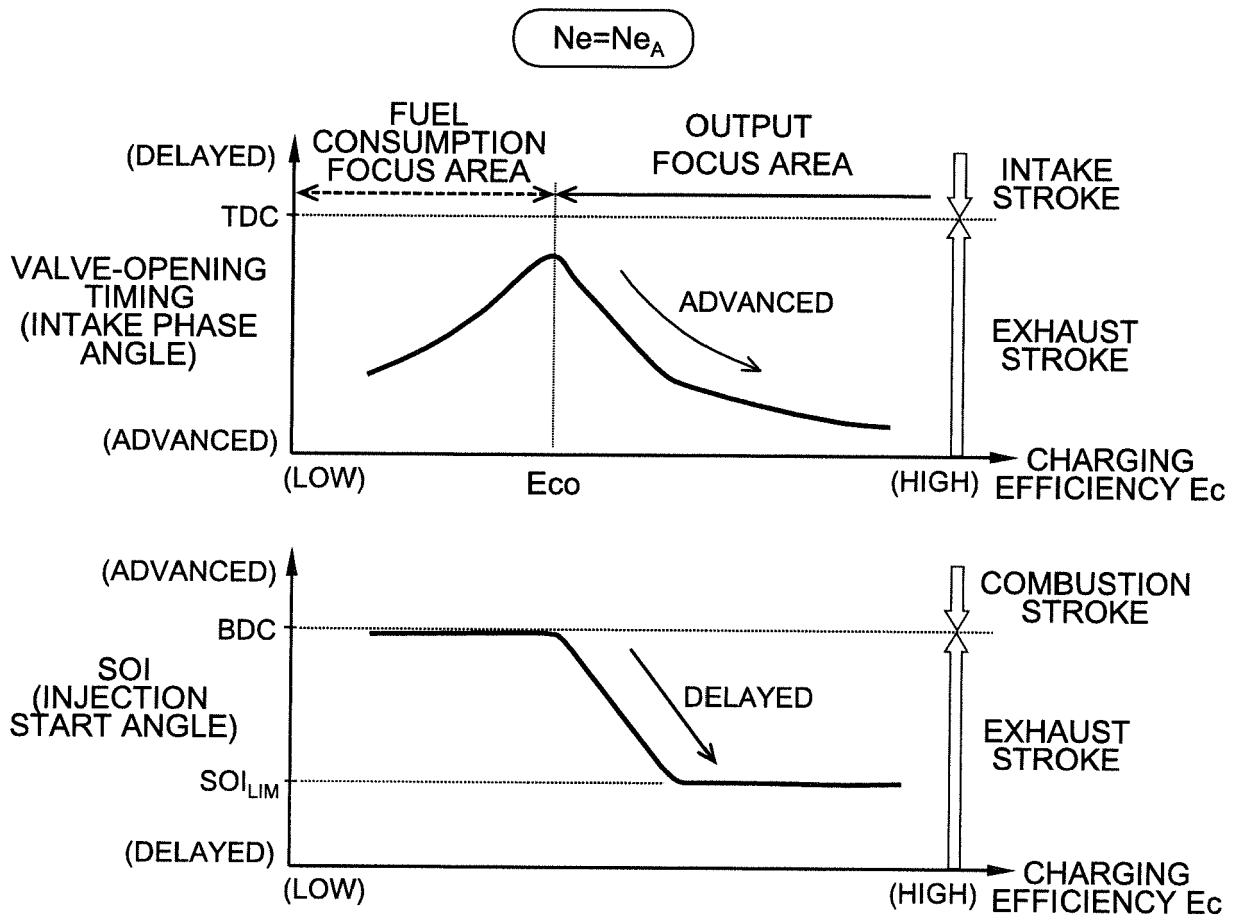 Ne=NeA
FUEL
CONSUMPTION
FOCUS AREA
OUTPUT
FOCUS AREA
(DELAYED)
TDC
INTAKE
STROKE
VALVE-OPENING
TIMING
(INTAKE PHASE
ANGLE)
ADVANCED
EXHAUST
STROKE
(ADVANCED)
(LOW)
Eco
(HIGH)
CHARGING
EFFICIENCY Ec
(ADVANCED)
BDC
COMBUSTION
STROKE
SOI
(INJECTION
START ANGLE)
DELAYED
EXHAUST
STROKE
SOILIM
(DELAYED)
(LOW)
(HIGH)
CHARGING
EFFICIENCY Ec